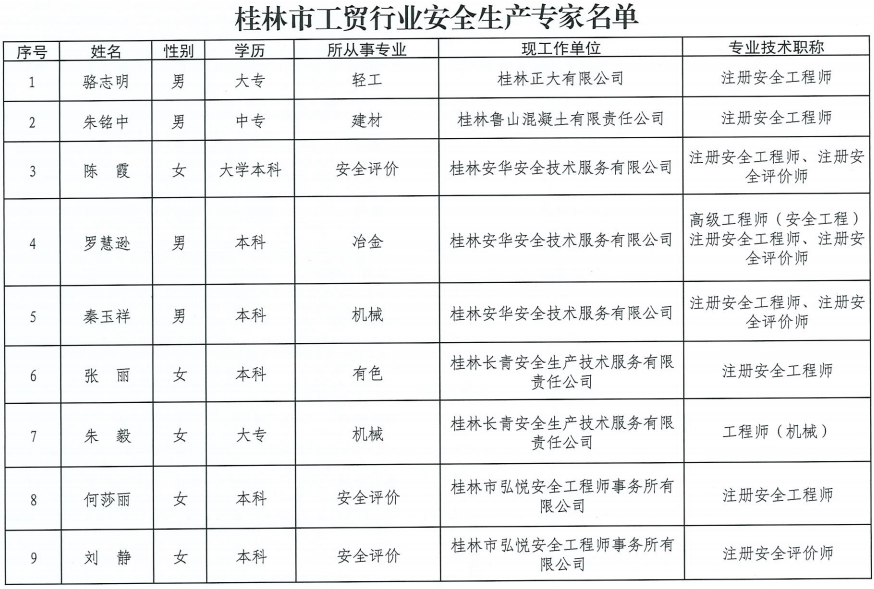 桂林市工贸行业安全生产专家名单
序号 姓名 性别 学历 所从事专业 现工作单位 专业技术职称
1 骆志明 男 大专 轻工 桂林正大有限公司 注册安全工程师
2 朱铭中 男 中专 建材 桂林鲁山混凝土有限责任公司 注册安全工程师
3 陈 霞 女 大学本科 安全评价 桂林安华安全技术服务有限公司 注册安全工程师、注册安
全评价师
4 罗慧逊 男 本科 冶金 桂林安华安全技术服务有限公司 高级工程师（安全工程）
注册安全工程师、注册安
全评价师
5 秦玉祥 男 本科 机械 桂林安华安全技术服务有限公司 注册安全工程师、注册安
全评价师
6 张 丽 女 本科 有色 桂林长青安全生产技术服务有限
责任公司 注册安全工程师
7 朱 毅 女 大专 机械 桂林长青安全生产技术服务有限
责任公司 工程师（机械）
8 何莎丽 女 本科 安全评价 桂林市弘悦安全工程师事务所有
限公司 注册安全工程师
9 刘 静 女 本科 安全评价 桂林市弘悦安全工程师事务所有
限公司 注册安全评价师